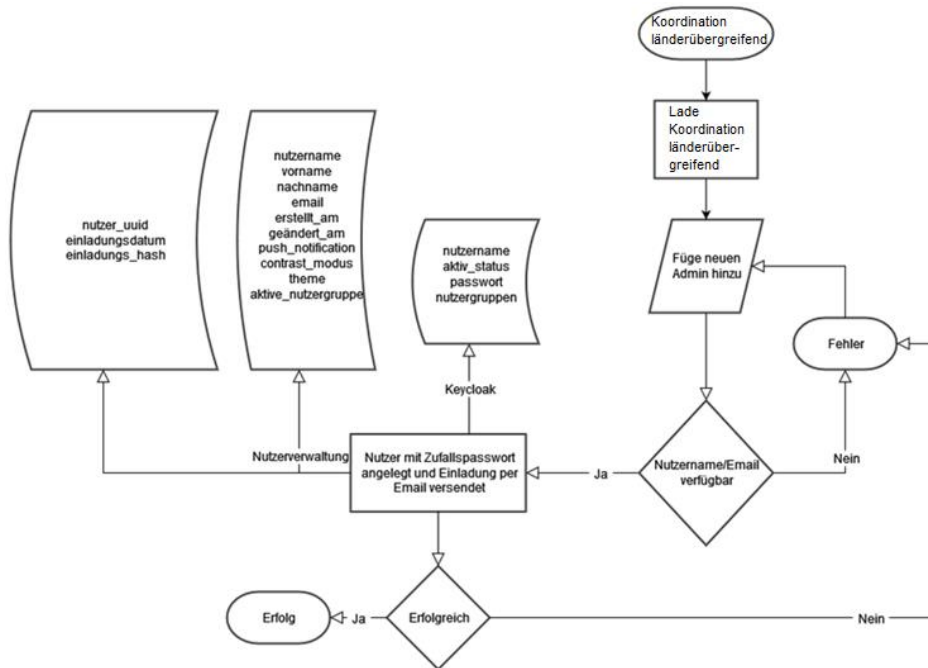 Koordination
länderübergreifend
Lade
Koordination
länderüber-
greifend
nutzer_uuid
einladungsdatum
einladungs_hash
nutzername
vorname
nachname
email
erstellt_am
geändert_am
push_notification
contrast_modus
theme
aktive_nutzergruppe
nutzername
aktiv_status
passwort
nutzergruppen
Füge neuen
Admin hinzu
Fehler
Keycloak
Nutzerverwaltung
Nutzer mit Zufallspasswort
angelegt und Einladung per
Email versendet
Ja
Nutzername/Email
verfügbar
Nein
Erfolg
Ja
Erfolgreich
Nein